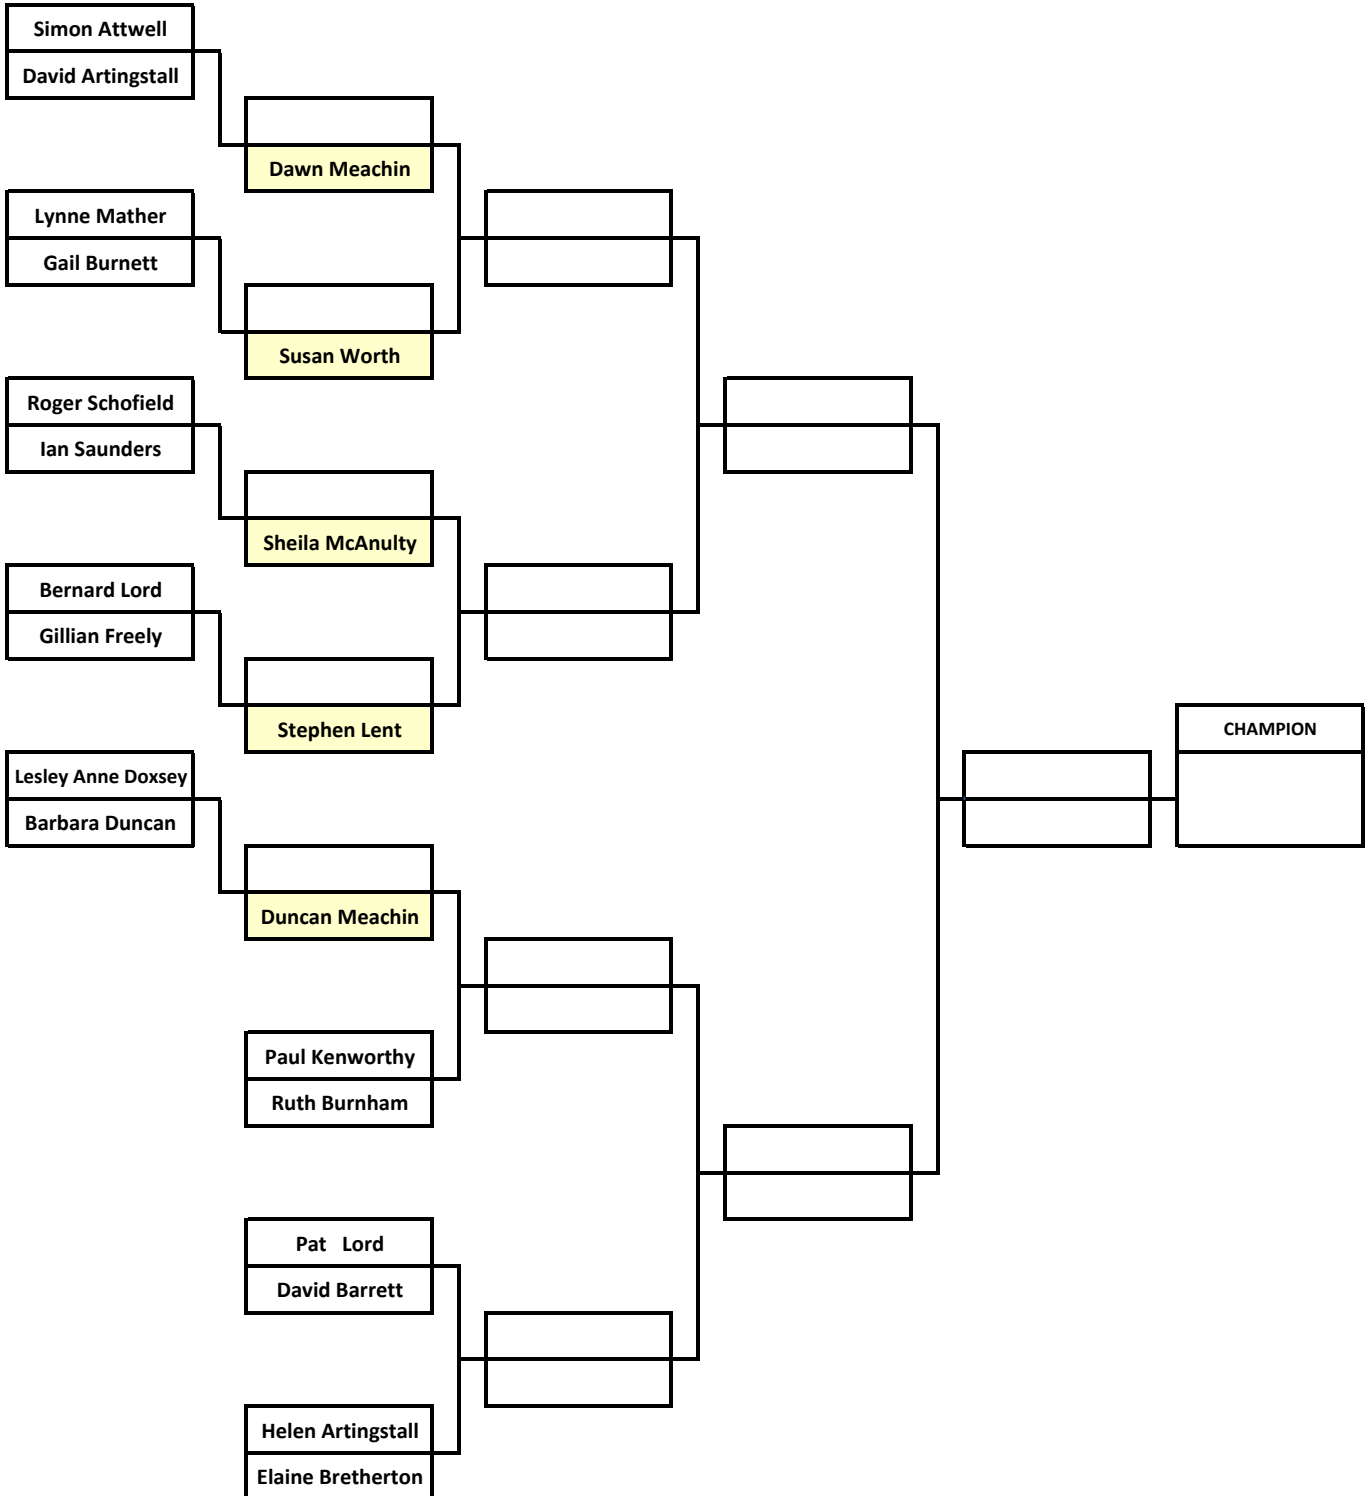 Simon Attwell
David Artingstall
Dawn Meachin
Lynne Mather
Gail Burnett
Susan Worth
Roger Schofield
Ian Saunders
Sheila McAnulty
Bernard Lord
Gillian Freely
Stephen Lent
CHAMPION
Lesley Anne Doxsey
Barbara Duncan
Duncan Meachin
Paul Kenworthy
Ruth Burnham
Pat Lord
David Barrett
Helen Artingstall
Elaine Bretherton